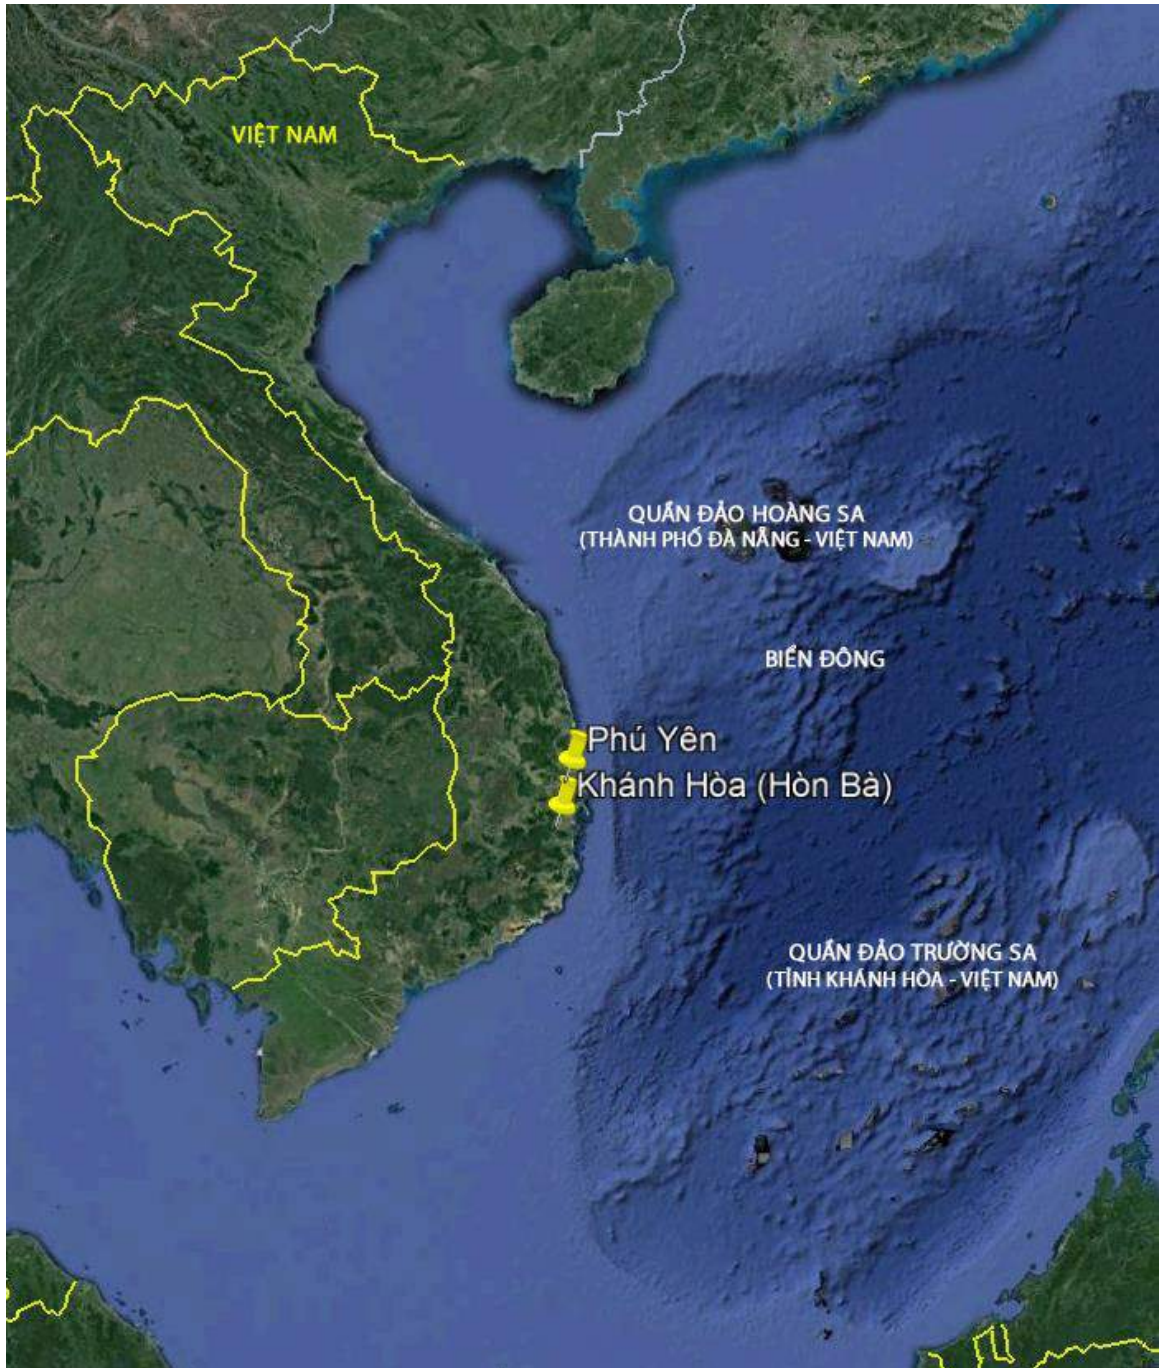 VIỆT NAM
QUẦN ĐẢO HOÀNG SA
(THÀNH PHỐ ĐÀ NẴNG - VIỆT NAM)
BIỂN ĐÔNG
Phú Yên
Khánh Hòa (Hòn Bà)
QUẦN ĐẢO TRƯỜNG SA
(TỈNH KHÁNH HÒA - VIỆT NAM)